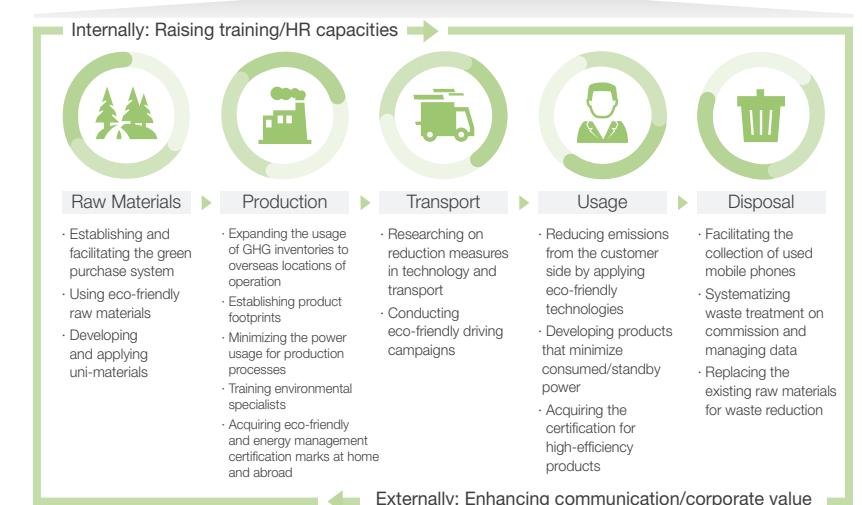 Internally: Raising training/HR capacities
Raw Materials
· Establishing and
facilitating the green
purchase system
· Using eco-friendly
raw materials
· Developing
and applying
uni-materials
Production
· Expanding the usage
of GHG inventories to
overseas locations of
operation
· Establishing product
footprints
· Minimizing the power
usage for production
processes
· Training environmental
specialists
· Acquiring eco-friendly
and energy management
certification marks at home
and abroad
Transport
· Researching on
reduction measures
in technology and
transport
· Conducting
eco-friendly driving
campaigns
Usage
· Reducing emissions
from the customer
side by applying
eco-friendly
technologies
· Developing products
that minimize
consumed/standby
power
· Acquiring the
certification for
high-efficiency
products
Disposal
· Facilitating the
collection of used
mobile phones
· Systematizing
waste treatment on
commission and
managing data
· Replacing the
existing raw materials
for waste reduction
Externally: Enhancing communication/corporate value